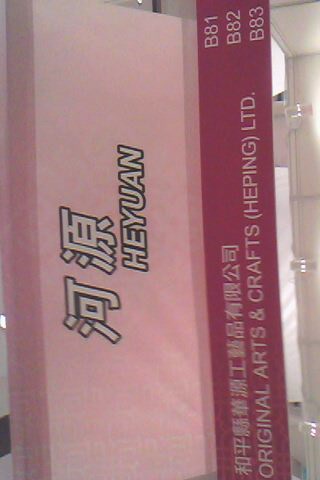 河源
HEYUAN
和平縣華源工藝品有限公司
ORIGINAL ARTS & CRAFTS (HEPING) LTD.
B81
B82
B83